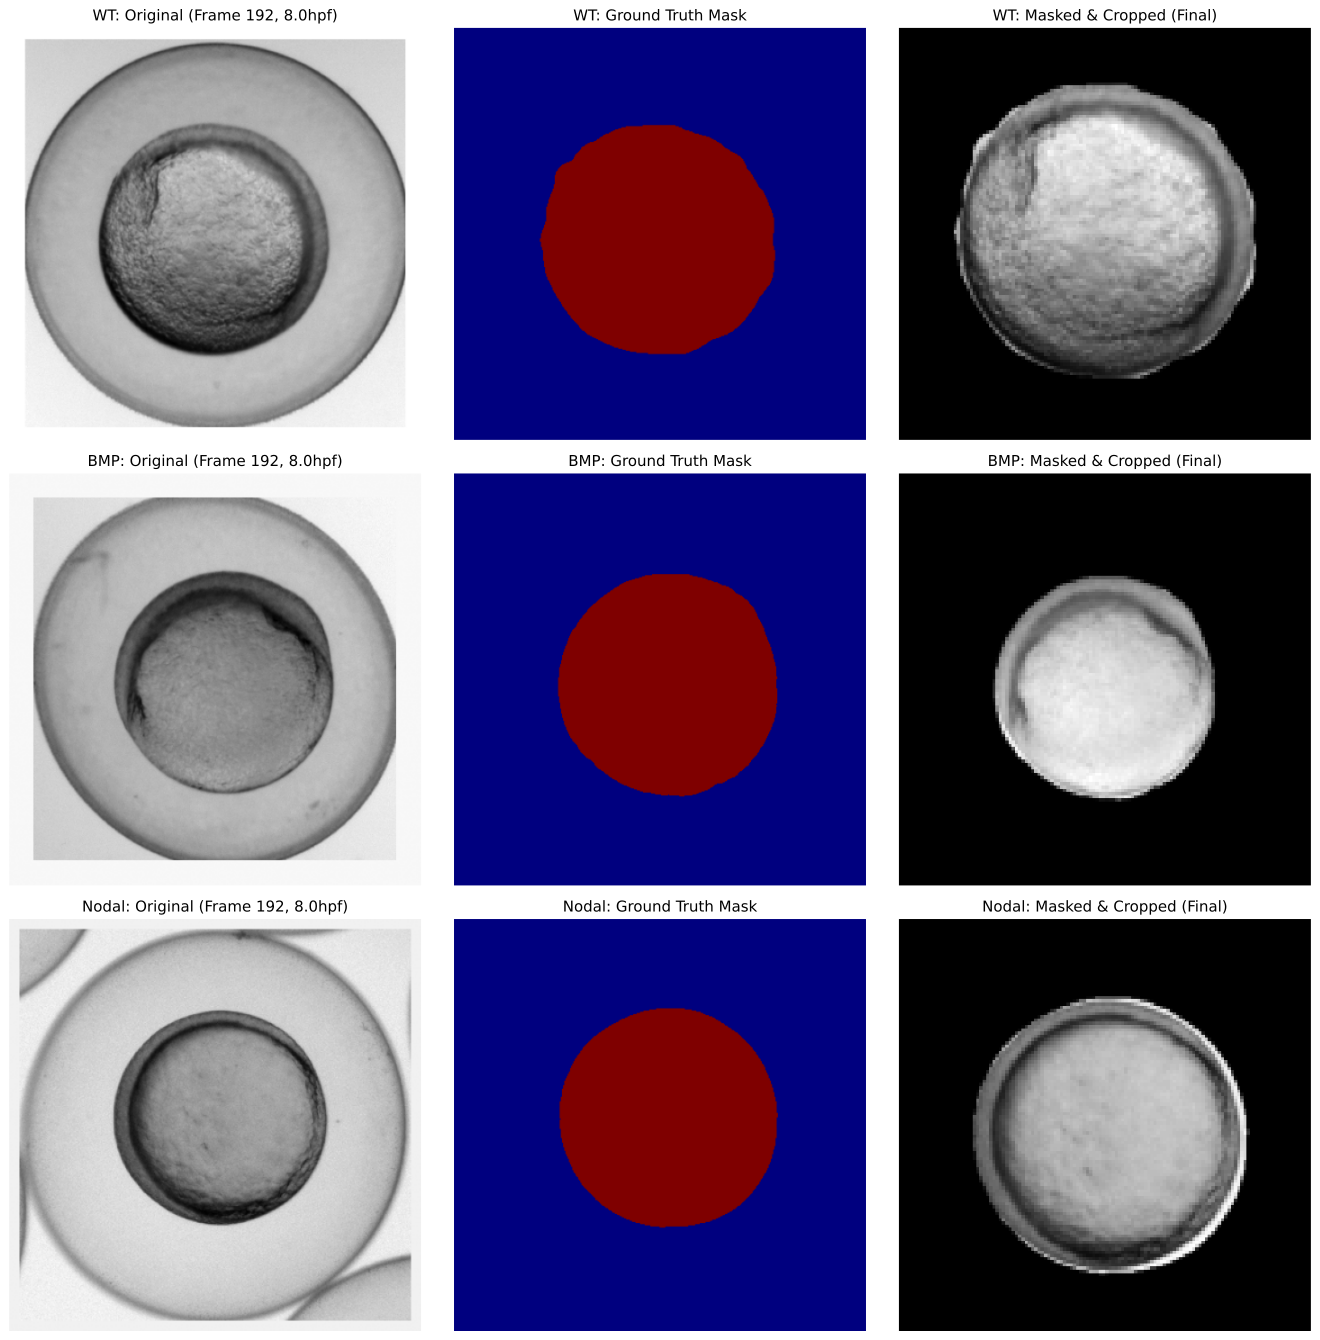 WT: Original (Frame 192, 8.0hpf)
WT: Ground Truth Mask
WT: Masked & Cropped (Final)
BMP: Original (Frame 192, 8.0hpf)
BMP: Ground Truth Mask
BMP: Masked & Cropped (Final)
Nodal: Original (Frame 192, 8.0hpf)
Nodal: Ground Truth Mask
Nodal: Masked & Cropped (Final)